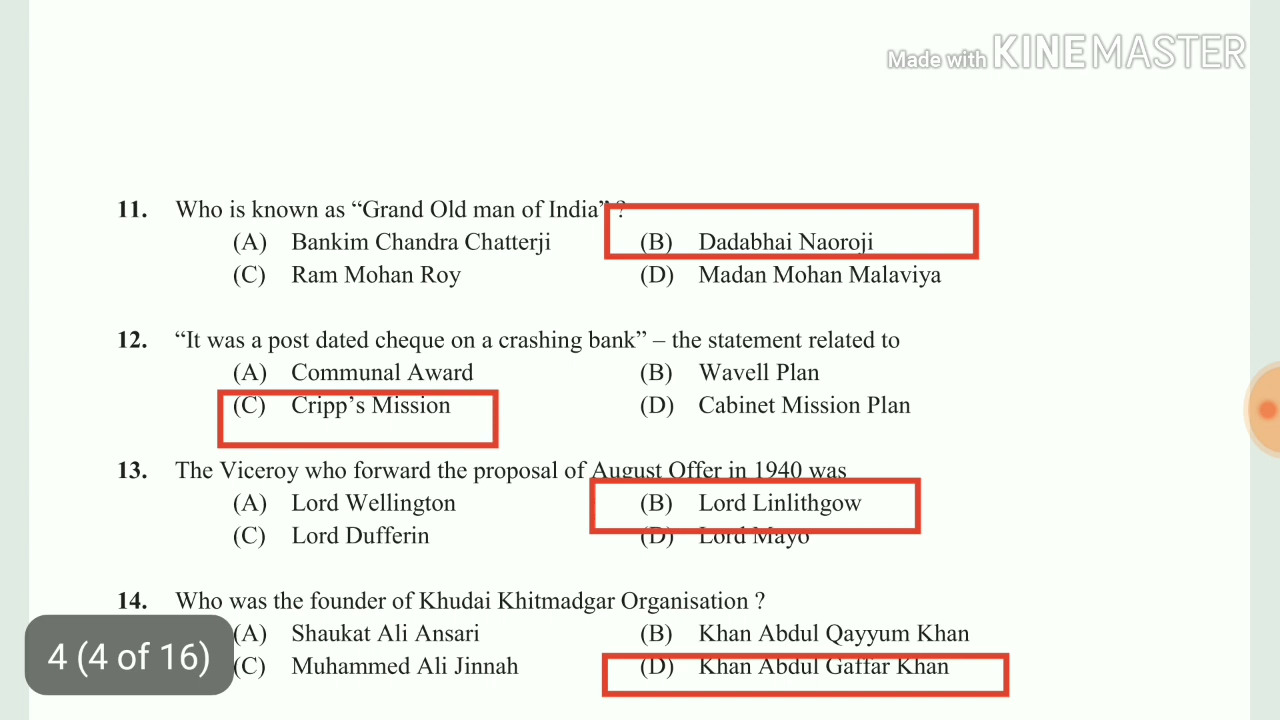 Made with KINEMASTER
11. Who is known as “Grand Old man of India” ?
(A) Bankim Chandra Chatterji (B) Dadabhai Naoroji
(C) Ram Mohan Roy (D) Madan Mohan Malaviya
12. “It was a post dated cheque on a crashing bank” – the statement related to
(A) Communal Award (B) Wavell Plan
(C) Cripp’s Mission (D) Cabinet Mission Plan
13. The Viceroy who forward the proposal of August Offer in 1940 was
(A) Lord Wellington (B) Lord Linlithgow
(C) Lord Dufferin (D) Lord Mayo
14. Who was the founder of Khudai Khitmadgar Organisation ?
(A) Shaukat Ali Ansari (B) Khan Abdul Qayyum Khan
(C) Muhammed Ali Jinnah (D) Khan Abdul Gaffar Khan
4 (4 of 16)